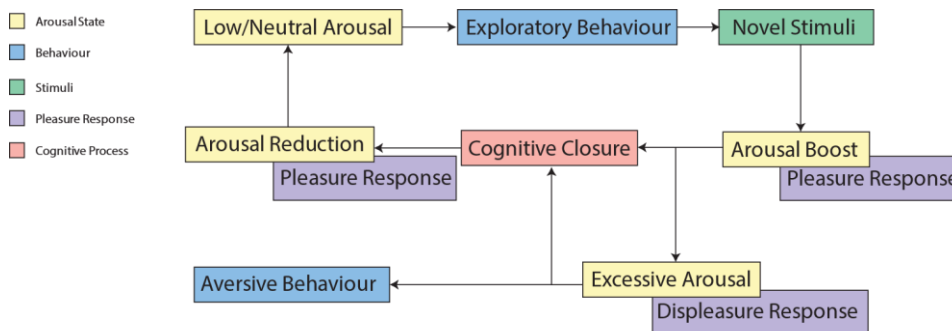 Arousal State
Behaviour
Stimuli
Pleasure Response
Cognitive Process
Low/Neutral Arousal
Exploratory Behaviour
Novel Stimuli
Arousal Reduction
Pleasure Response
Cognitive Closure
Arousal Boost
Pleasure Response
Aversive Behaviour
Excessive Arousal
Displeasure Response